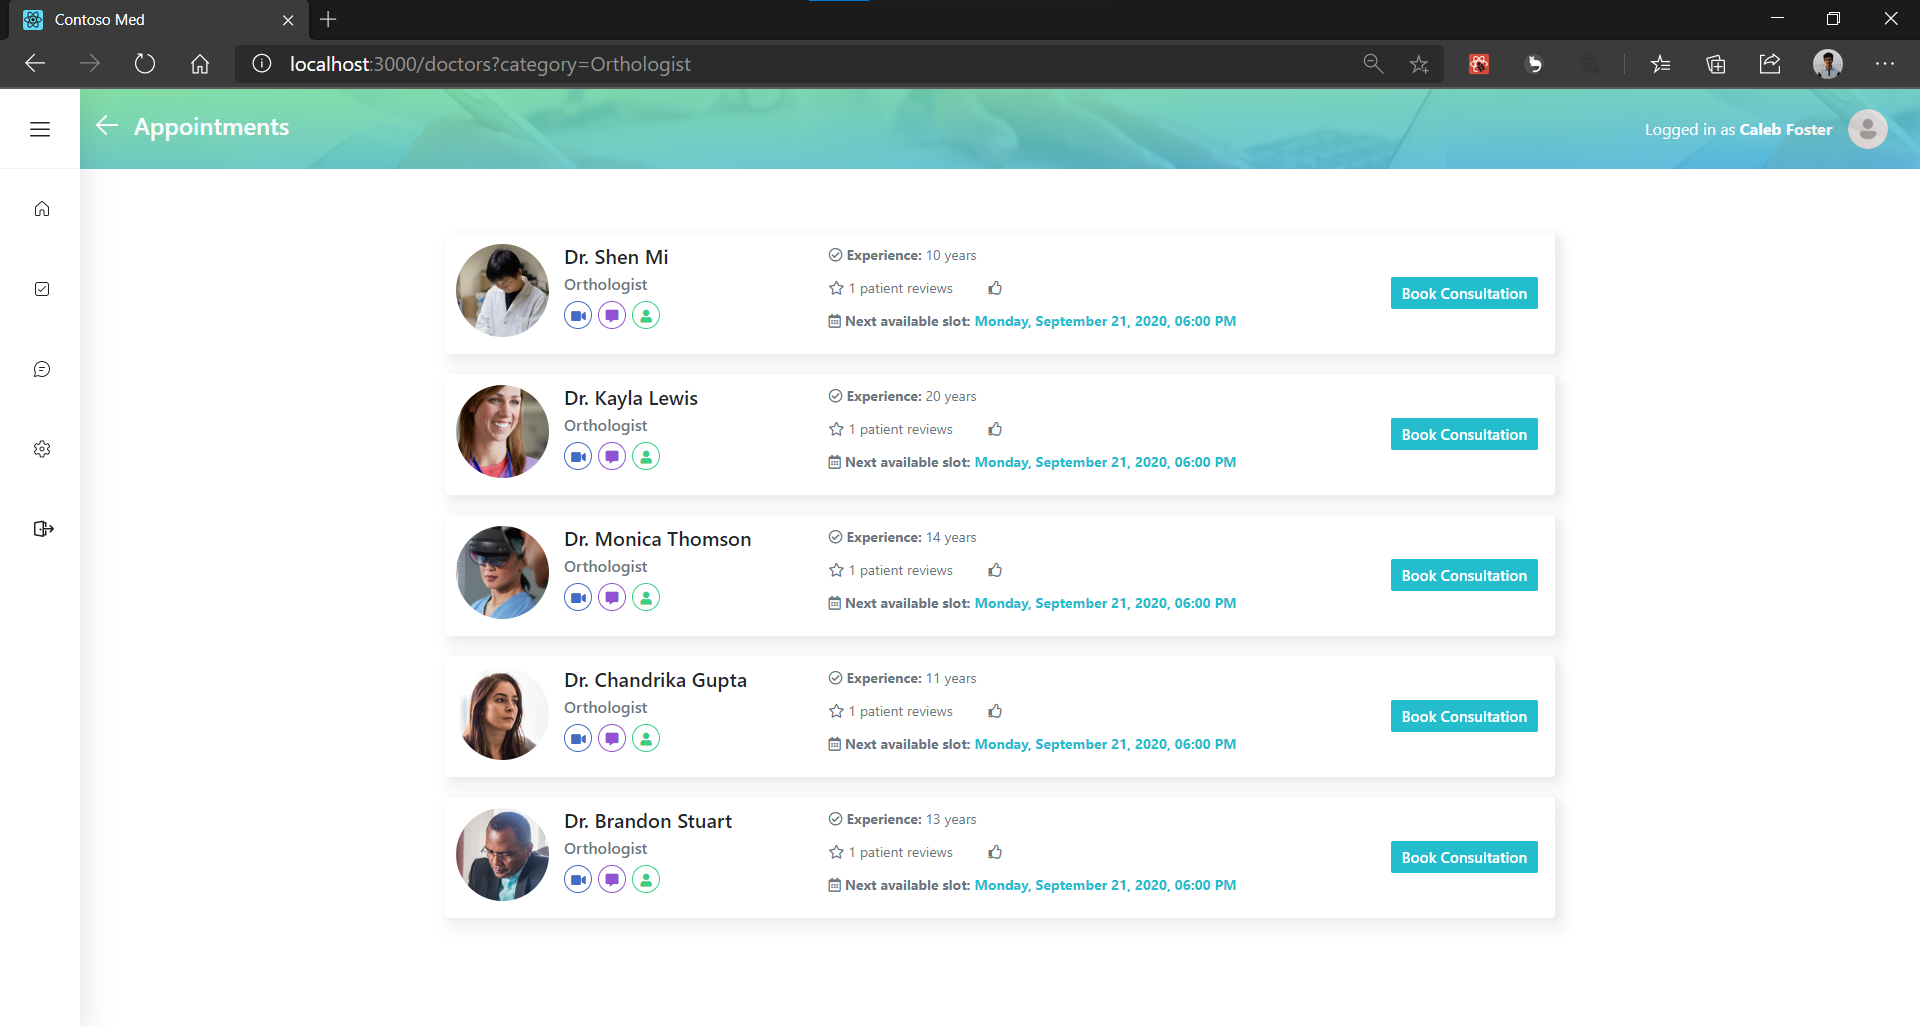 Contoso Med
localhost:3000/doctors?category=Orthologist
Appointments
Logged in as Caleb Foster
Dr. Shen Mi
Orthologist
Experience: 10 years
1 patient reviews
Next available slot: Monday, September 21, 2020, 06:00 PM
Book Consultation
Dr. Kayla Lewis
Orthologist
Experience: 20 years
1 patient reviews
Next available slot: Monday, September 21, 2020, 06:00 PM
Book Consultation
Dr. Monica Thomson
Orthologist
Experience: 14 years
1 patient reviews
Next available slot: Monday, September 21, 2020, 06:00 PM
Book Consultation
Dr. Chandrika Gupta
Orthologist
Experience: 11 years
1 patient reviews
Next available slot: Monday, September 21, 2020, 06:00 PM
Book Consultation
Dr. Brandon Stuart
Orthologist
Experience: 13 years
1 patient reviews
Next available slot: Monday, September 21, 2020, 06:00 PM
Book Consultation